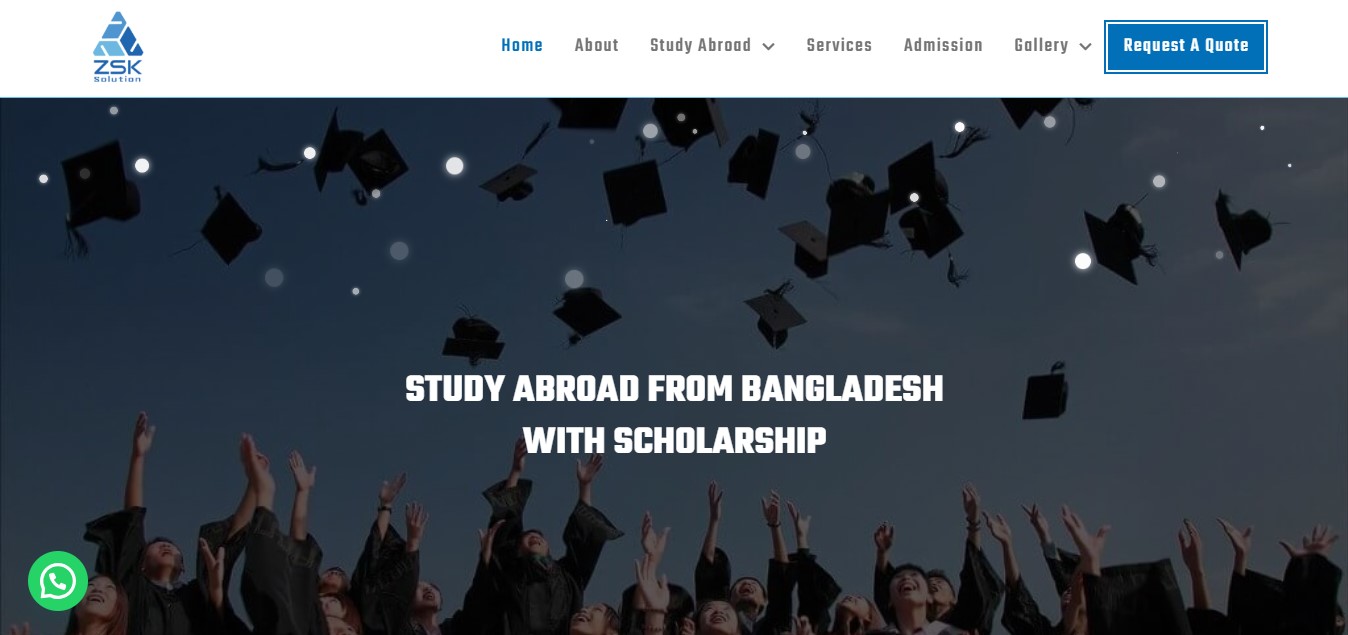 ZSK
Solution
Home About Study Abroad Services Admission Gallery Request A Quote
STUDY ABROAD FROM BANGLADESH
WITH SCHOLARSHIP